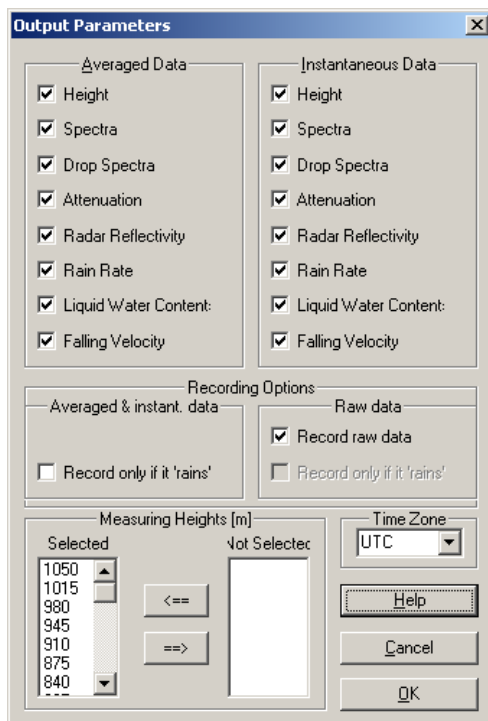 Output Parameters
Averaged Data
Height
Spectra
Drop Spectra
Attenuation
Radar Reflectivity
Rain Rate
Liquid Water Content:
Falling Velocity
Instantaneous Data
Height
Spectra
Drop Spectra
Attenuation
Radar Reflectivity
Rain Rate
Liquid Water Content:
Falling Velocity
Recording Options
Averaged & instant. data
Record only if it 'rains'
Raw data
Record raw data
Record only if it 'rains'
Measuring Heights [m]
Selected
1050
1015
980
945
910
875
840
<==
==>
Not Selected
Time Zone
UTC
Help
Cancel
OK